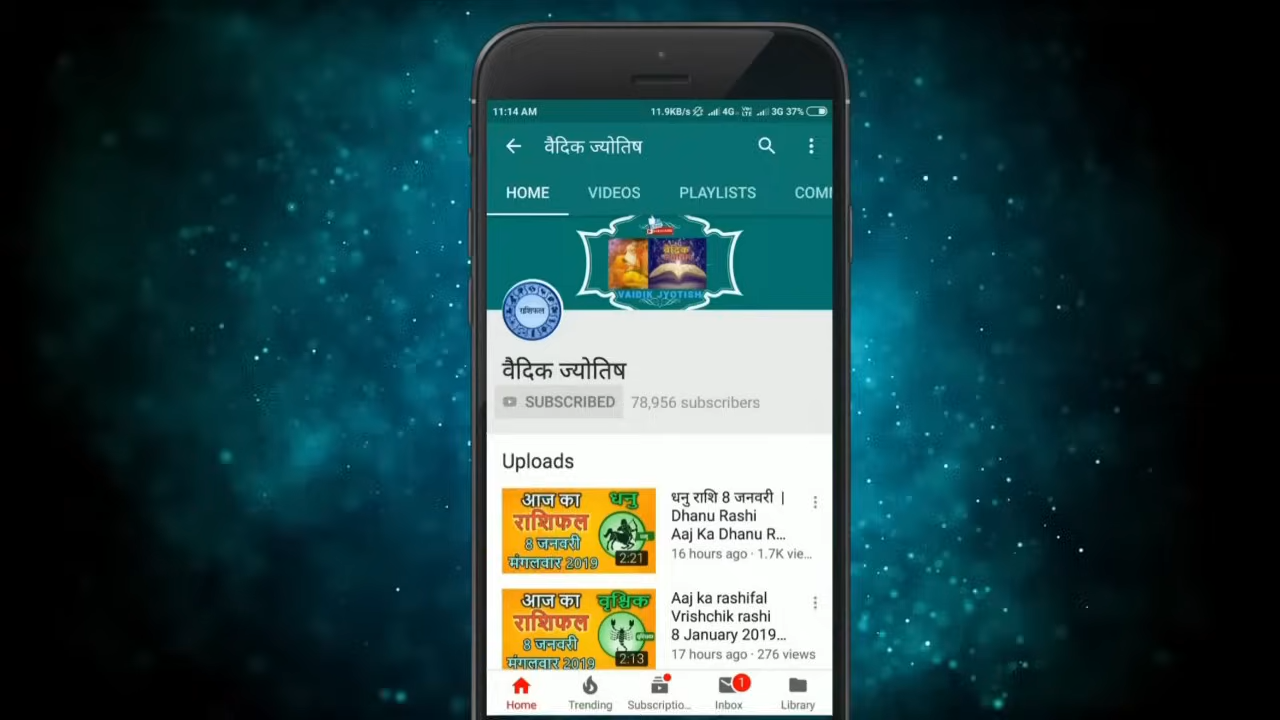 11:14 AM
11.9KB/s 4G VoLTE 3G 37%
वैदिक ज्योतिष
HOME VIDEOS PLAYLISTS COMM
वैदिक
VAIDIK JYOTISH
राशिफल
वैदिक ज्योतिष
SUBSCRIBED 78,956 subscribers
Uploads
आज का धनु
राशिफल
8 जनवरी
मंगलवार 2019
2:21
धनु राशि 8 जनवरी |
Dhanu Rashi
Aaj Ka Dhanu R...
16 hours ago · 1.7K vie...
आज का वृश्चिक
राशिफल
8 जनवरी
मंगलवार 2019
2:13
Aaj ka rashifal
Vrishchik rashi
8 January 2019...
17 hours ago · 276 views
1
Home Trending Subscriptio... Inbox Library